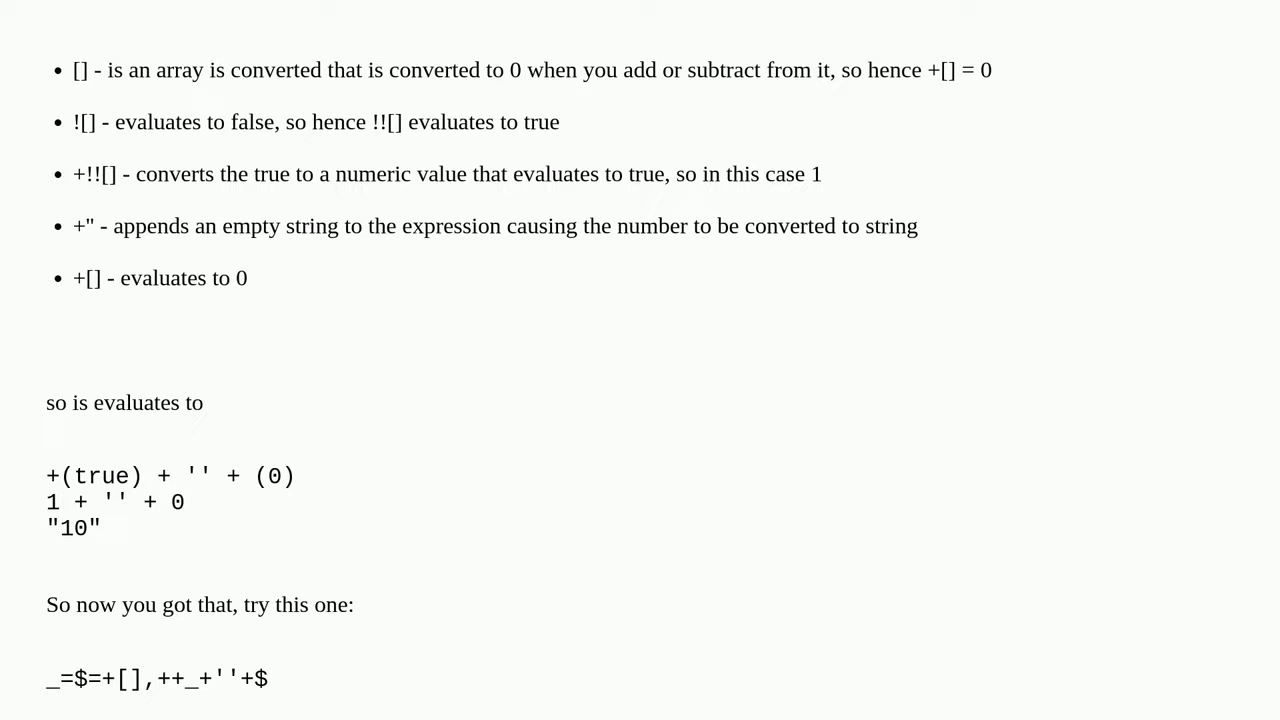 • [] - is an array is converted that is converted to 0 when you add or subtract from it, so hence +[] = 0
• ![] - evaluates to false, so hence !![] evaluates to true
• +!![] - converts the true to a numeric value that evaluates to true, so in this case 1
• +'' - appends an empty string to the expression causing the number to be converted to string
• +[] - evaluates to 0
so is evaluates to
+(true) + '' + (0)
1 + '' + 0
"10"
So now you got that, try this one:
_=$=+[],++_+''+$